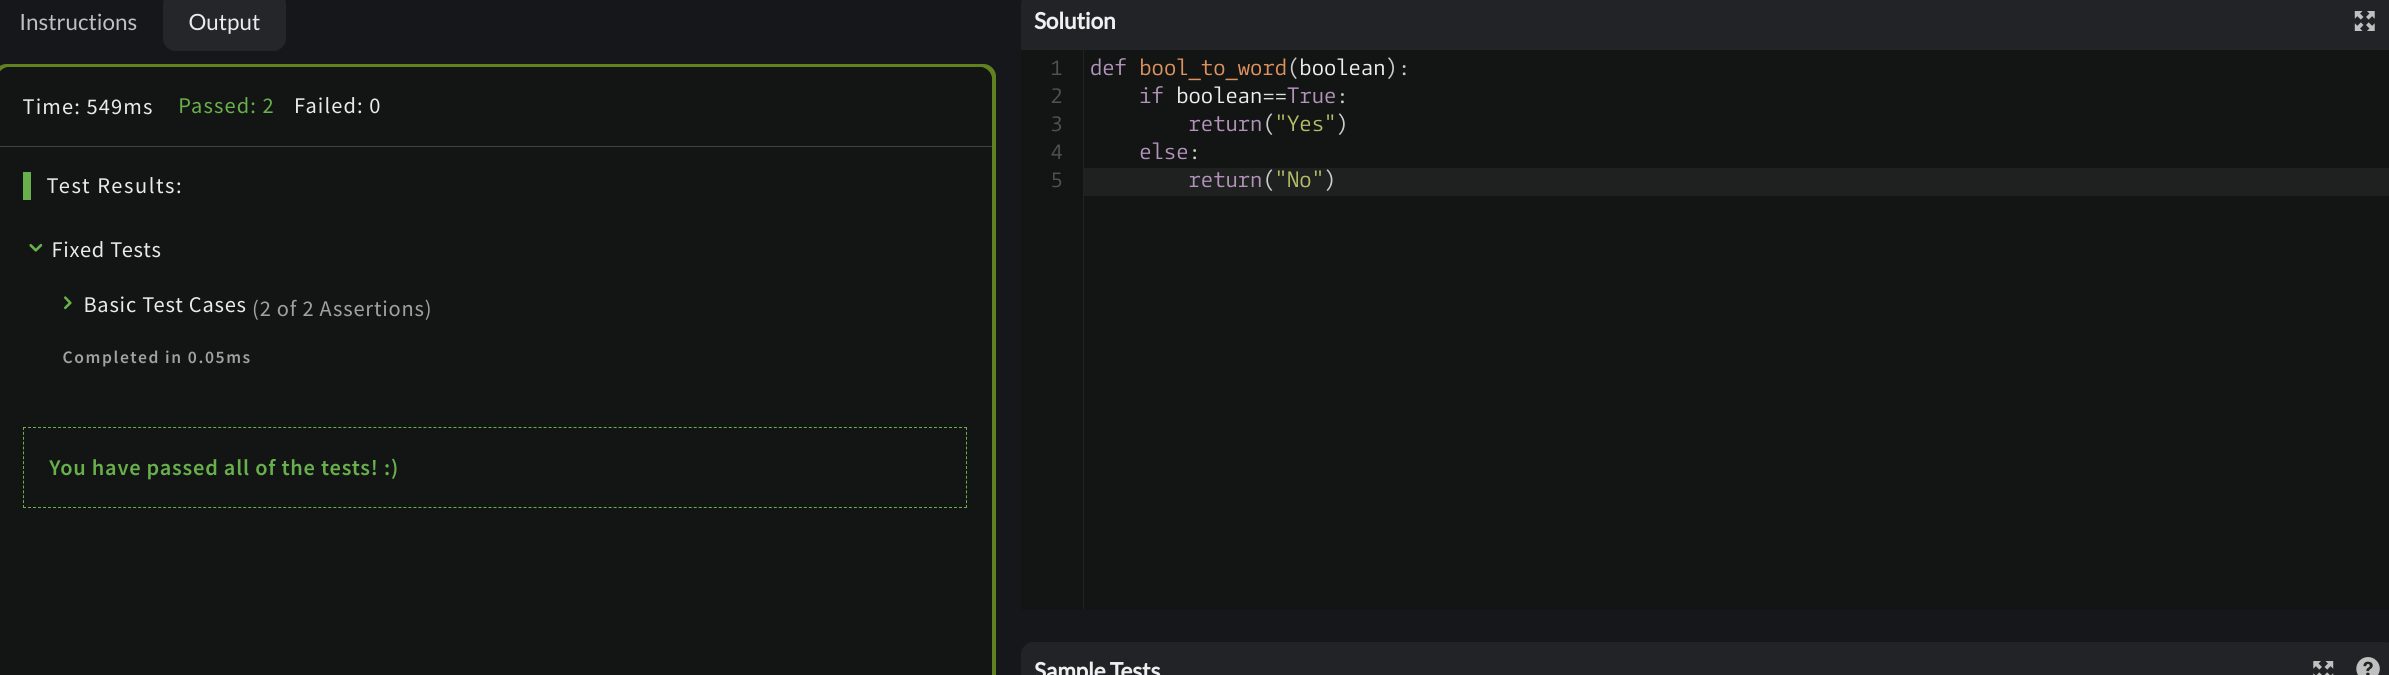 Instructions
Output
Time: 549ms Passed: 2 Failed: 0
Test Results:
Fixed Tests
Basic Test Cases (2 of 2 Assertions)
Completed in 0.05ms
You have passed all of the tests! :)
Solution
1 def bool_to_word(boolean):
2     if boolean==True:
3         return("Yes")
4     else:
5         return("No")
Sample Tests
?